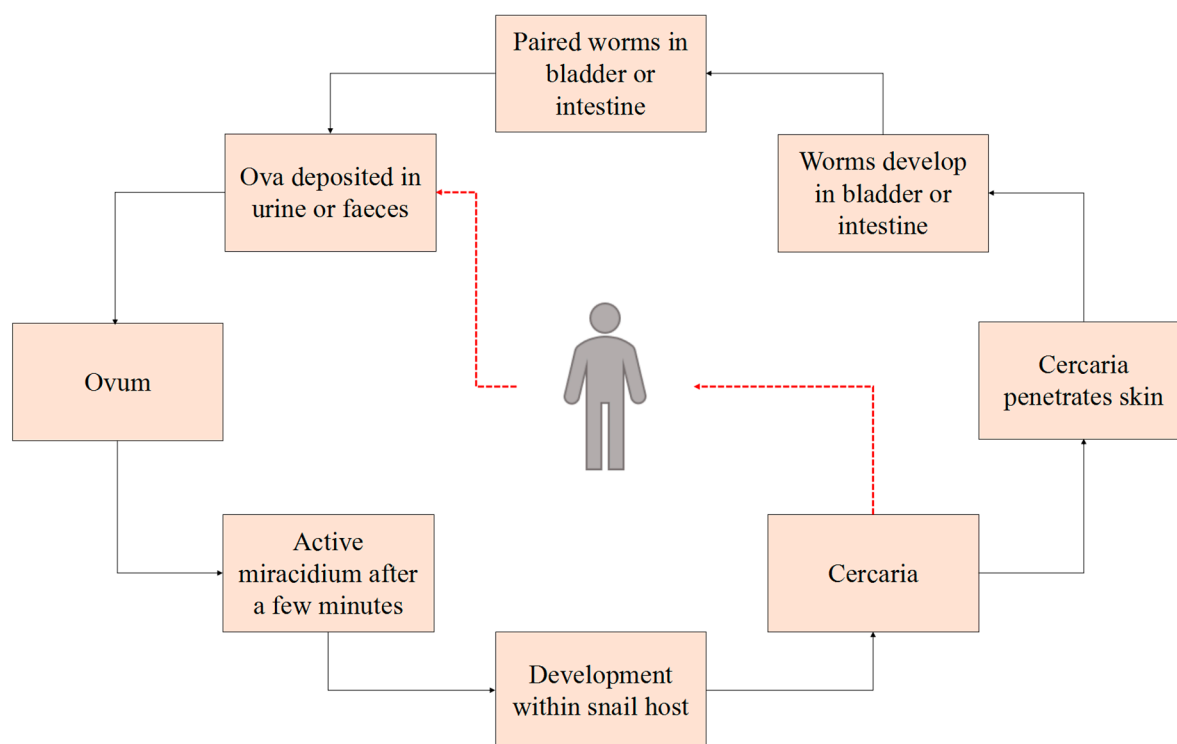 Paired worms in
bladder or
intestine
Ova deposited in
urine or faeces
Worms develop
in bladder or
intestine
Ovum
Cercaria
penetrates skin
Active
miracidium after
a few minutes
Cercaria
Development
within snail host